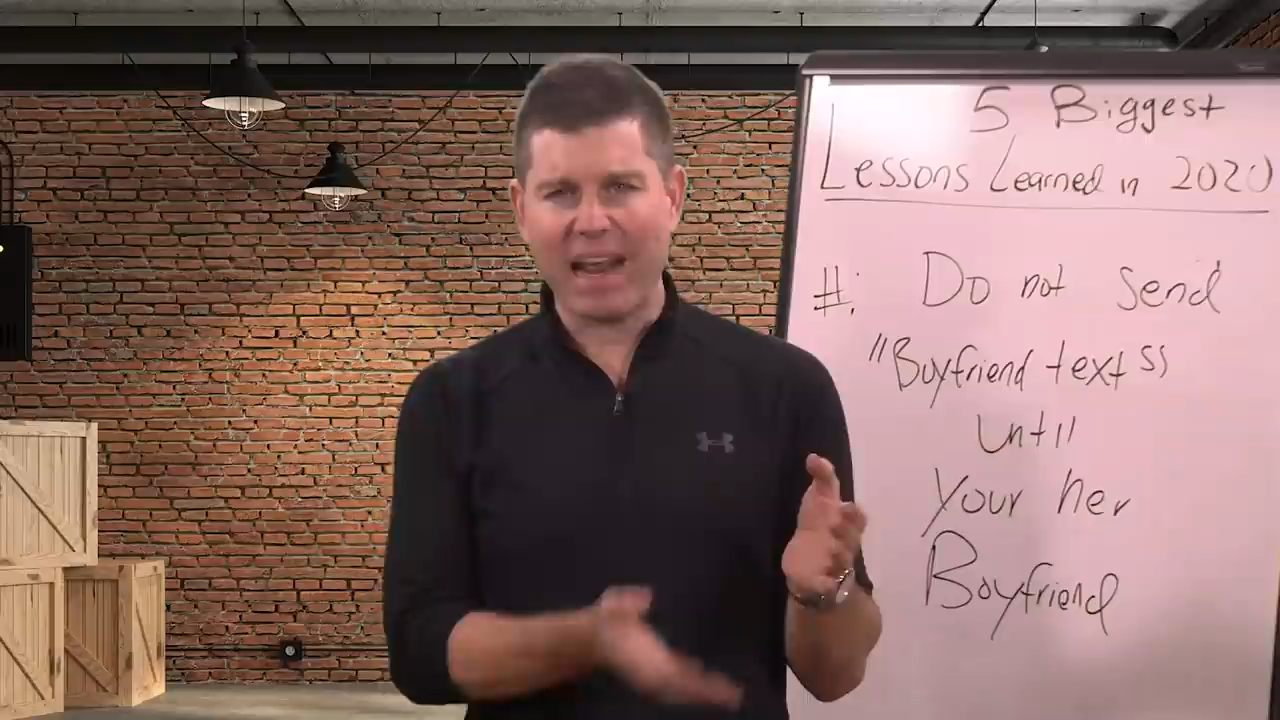 5 Biggest
Lessons Learned in 2020
#: Do not Send
"Boyfriend texts"
Until
Your her
Boyfriend